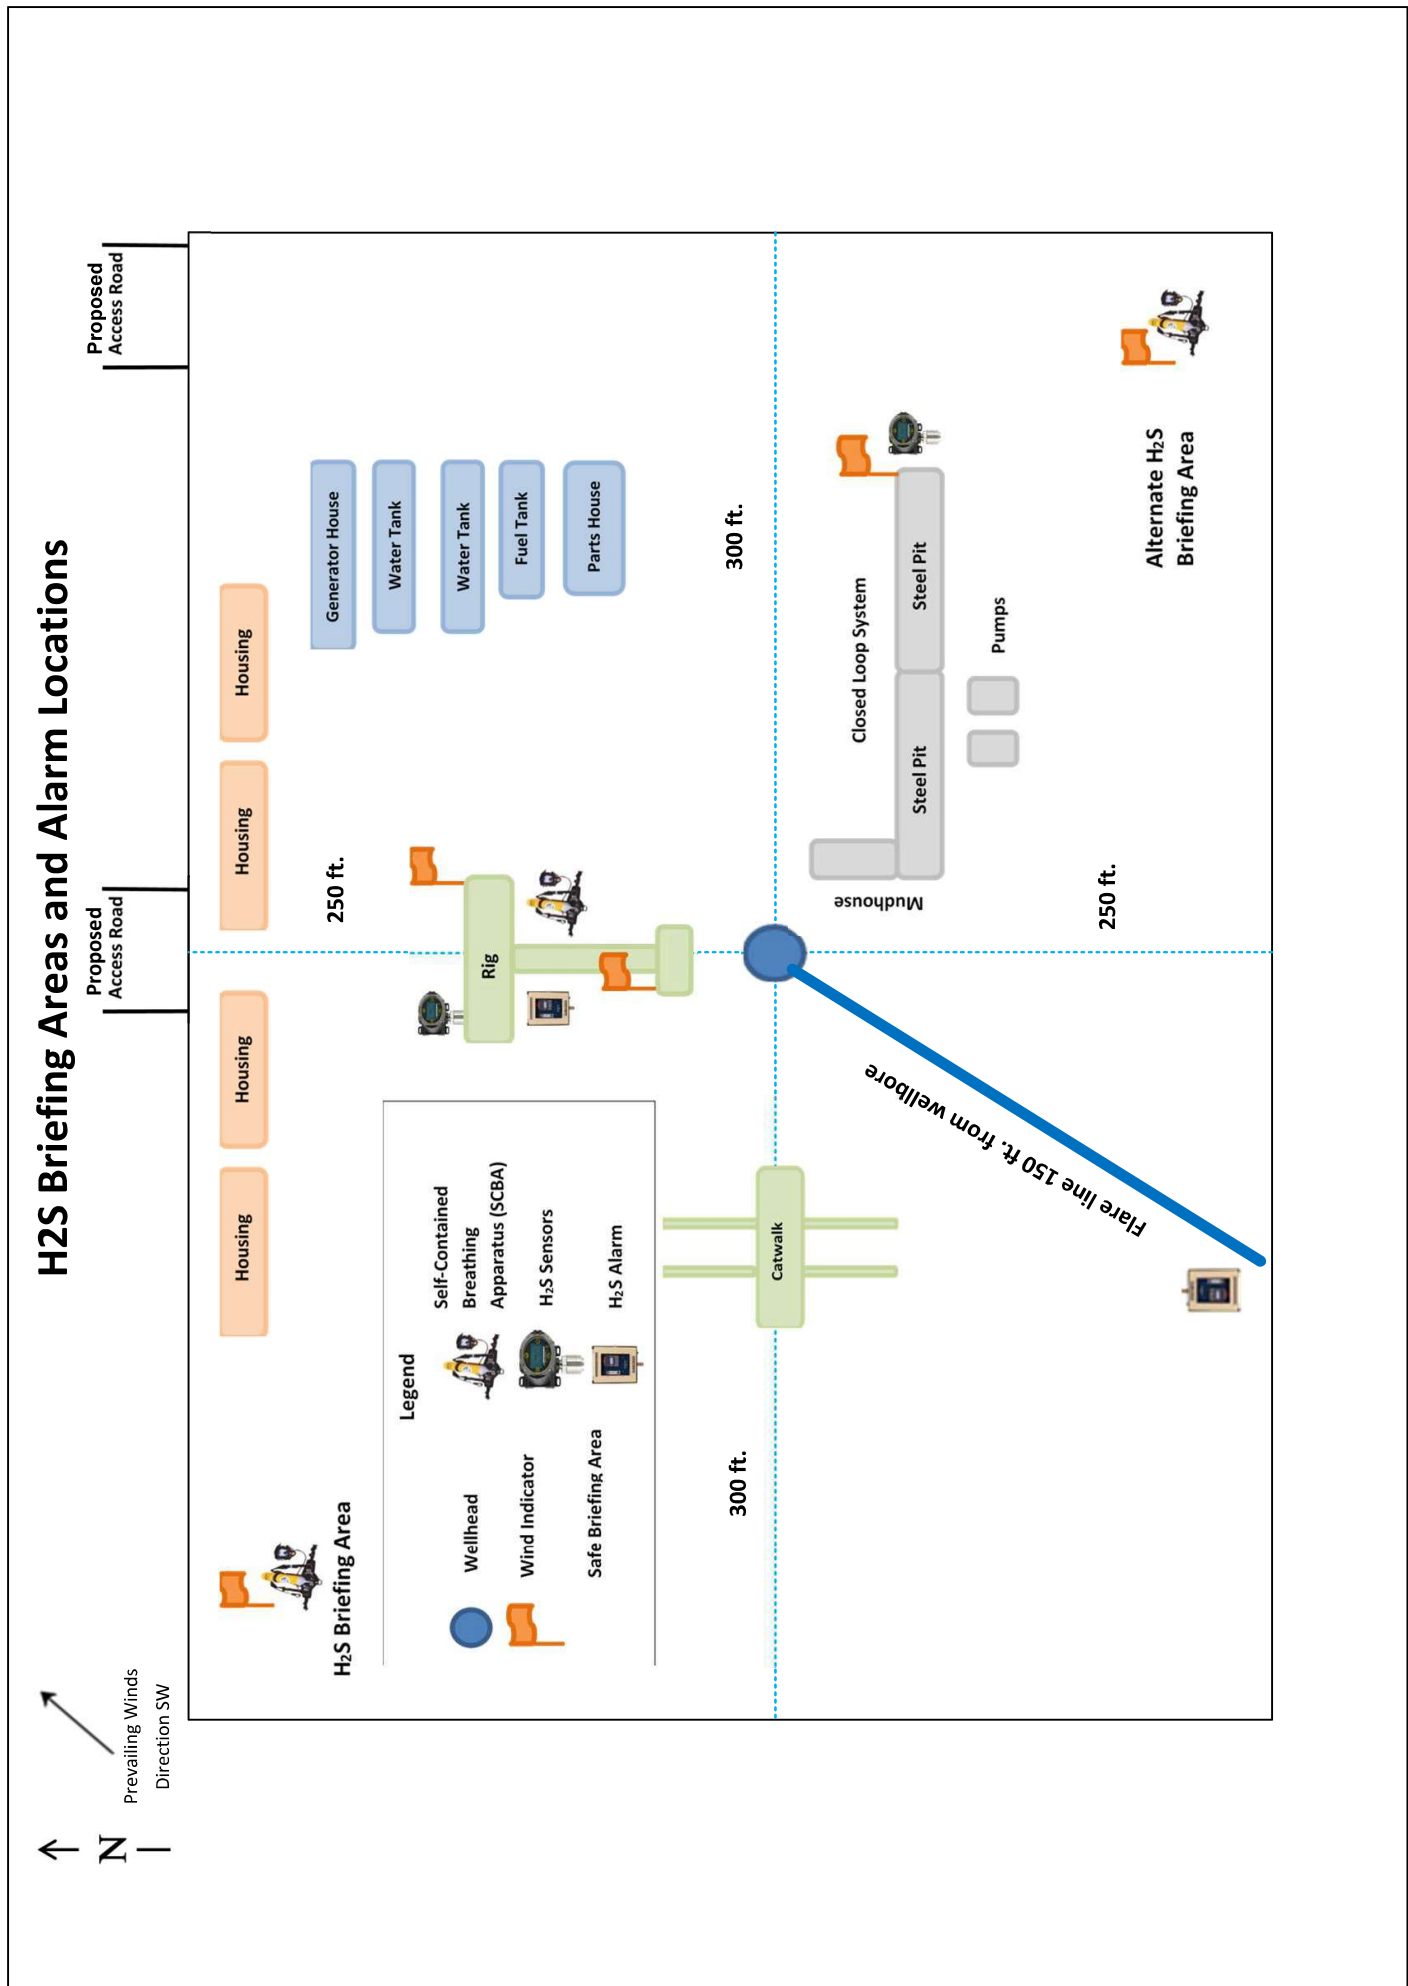 H2S Briefing Areas and Alarm Locations
N
Prevailing Winds
Direction SW
Proposed
Access Road
Proposed
Access Road
Housing
Housing
Housing
Housing
H₂S Briefing Area
250 ft.
Generator House
Water Tank
Water Tank
Fuel Tank
Parts House
Rig
Legend
Wellhead
Wind Indicator
Safe Briefing Area
Self-Contained
Breathing
Apparatus (SCBA)
H₂S Sensors
H₂S Alarm
300 ft.
300 ft.
Catwalk
Closed Loop System
Mudhouse
Steel Pit
Steel Pit
Pumps
Flare line 150 ft. from wellbore
250 ft.
Alternate H₂S
Briefing Area